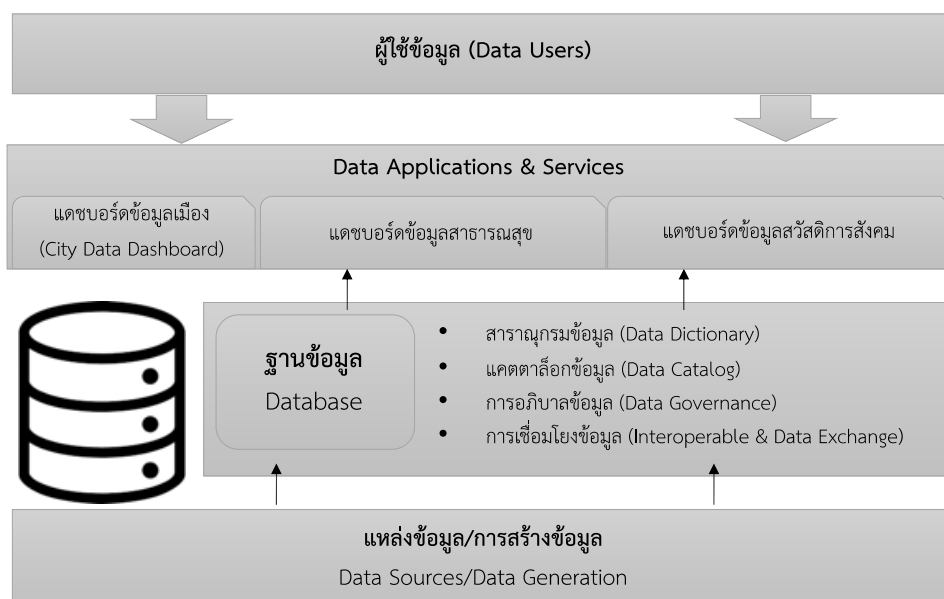 ผู้ใช้ข้อมูล (Data Users)
Data Applications & Services
แดชบอร์ดข้อมูลเมือง
(City Data Dashboard)
แดชบอร์ดข้อมูลสาธารณสุข
แดชบอร์ดข้อมูลสวัสดิการสังคม
ฐานข้อมูล
Database
• สาราณุกรมข้อมูล (Data Dictionary)
• แคตตาล็อกข้อมูล (Data Catalog)
• การอภิบาลข้อมูล (Data Governance)
• การเชื่อมโยงข้อมูล (Interoperable & Data Exchange)
แหล่งข้อมูล/การสร้างข้อมูล
Data Sources/Data Generation